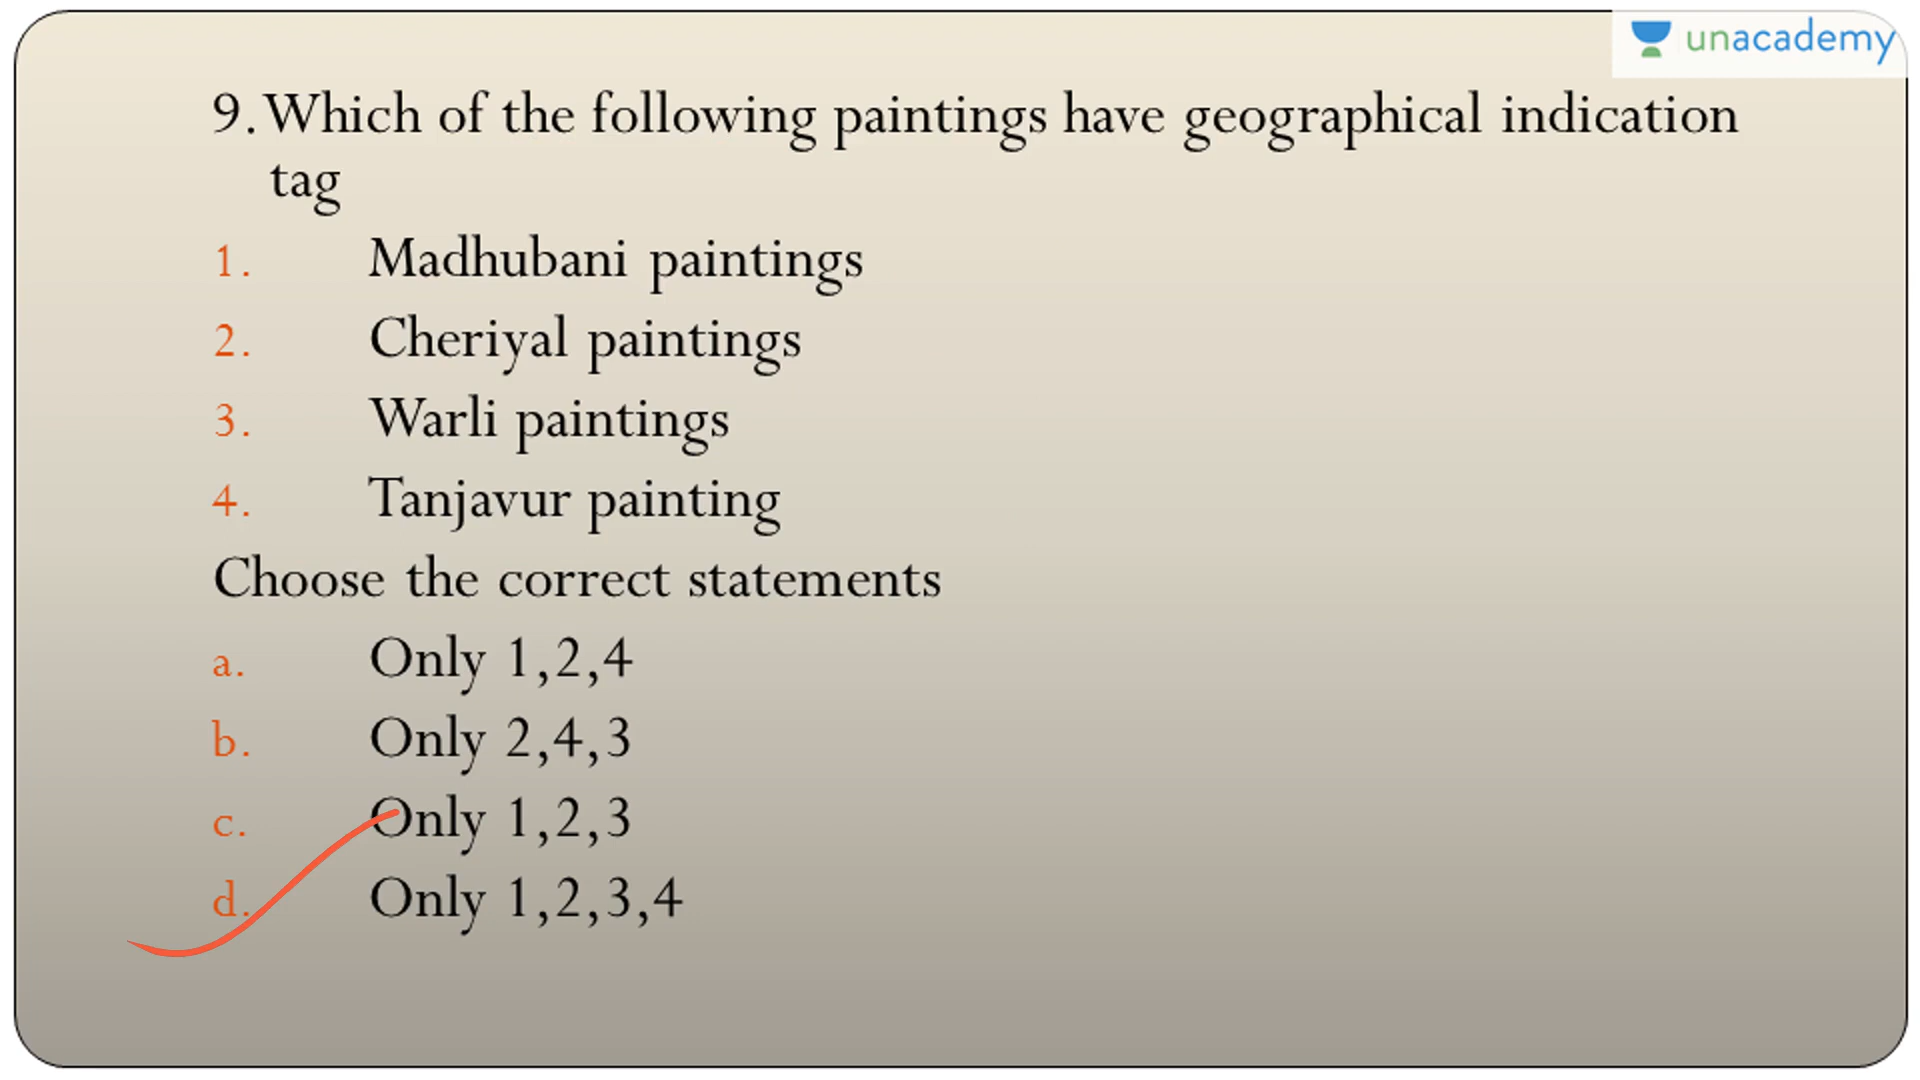 unacademy
9. Which of the following paintings have geographical indication
tag
1. Madhubani paintings
2. Cheriyal paintings
3. Warli paintings
4. Tanjavur painting
Choose the correct statements
a. Only 1,2,4
b. Only 2,4,3
c. Only 1,2,3
d. Only 1,2,3,4